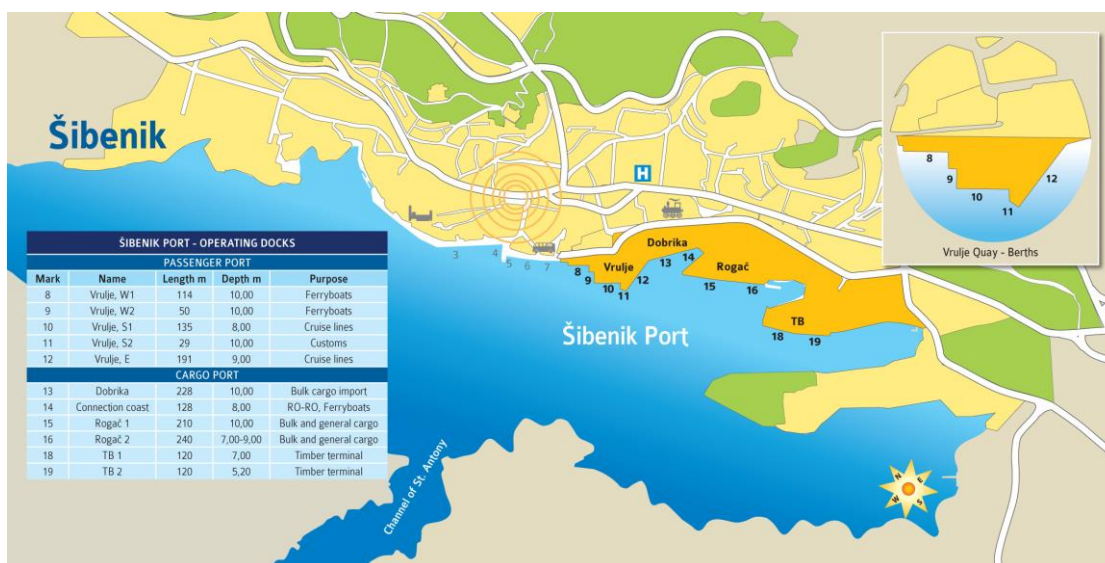 Šibenik
H
3
4
5
6
7
8
9
10
11
12
13
14
15
16
18
19
Vrulje
Dobrika
Rogač
TB
Šibenik Port
Channel of St. Antony
N
E
S
W
8
9
10
11
12
Vrulje Quay - Berths
ŠIBENIK PORT - OPERATING DOCKS
PASSENGER PORT
Mark Name Length m Depth m Purpose
8 Vrulje, W1 114 10,00 Ferryboats
9 Vrulje, W2 50 10,00 Ferryboats
10 Vrulje, S1 135 8,00 Cruise lines
11 Vrulje, S2 29 10,00 Customs
12 Vrulje, E 191 9,00 Cruise lines
CARGO PORT
13 Dobrika 228 10,00 Bulk cargo import
14 Connection coast 128 8,00 RO-RO, Ferryboats
15 Rogač 1 210 10,00 Bulk and general cargo
16 Rogač 2 240 7,00-9,00 Bulk and general cargo
18 TB 1 120 7,00 Timber terminal
19 TB 2 120 5,20 Timber terminal